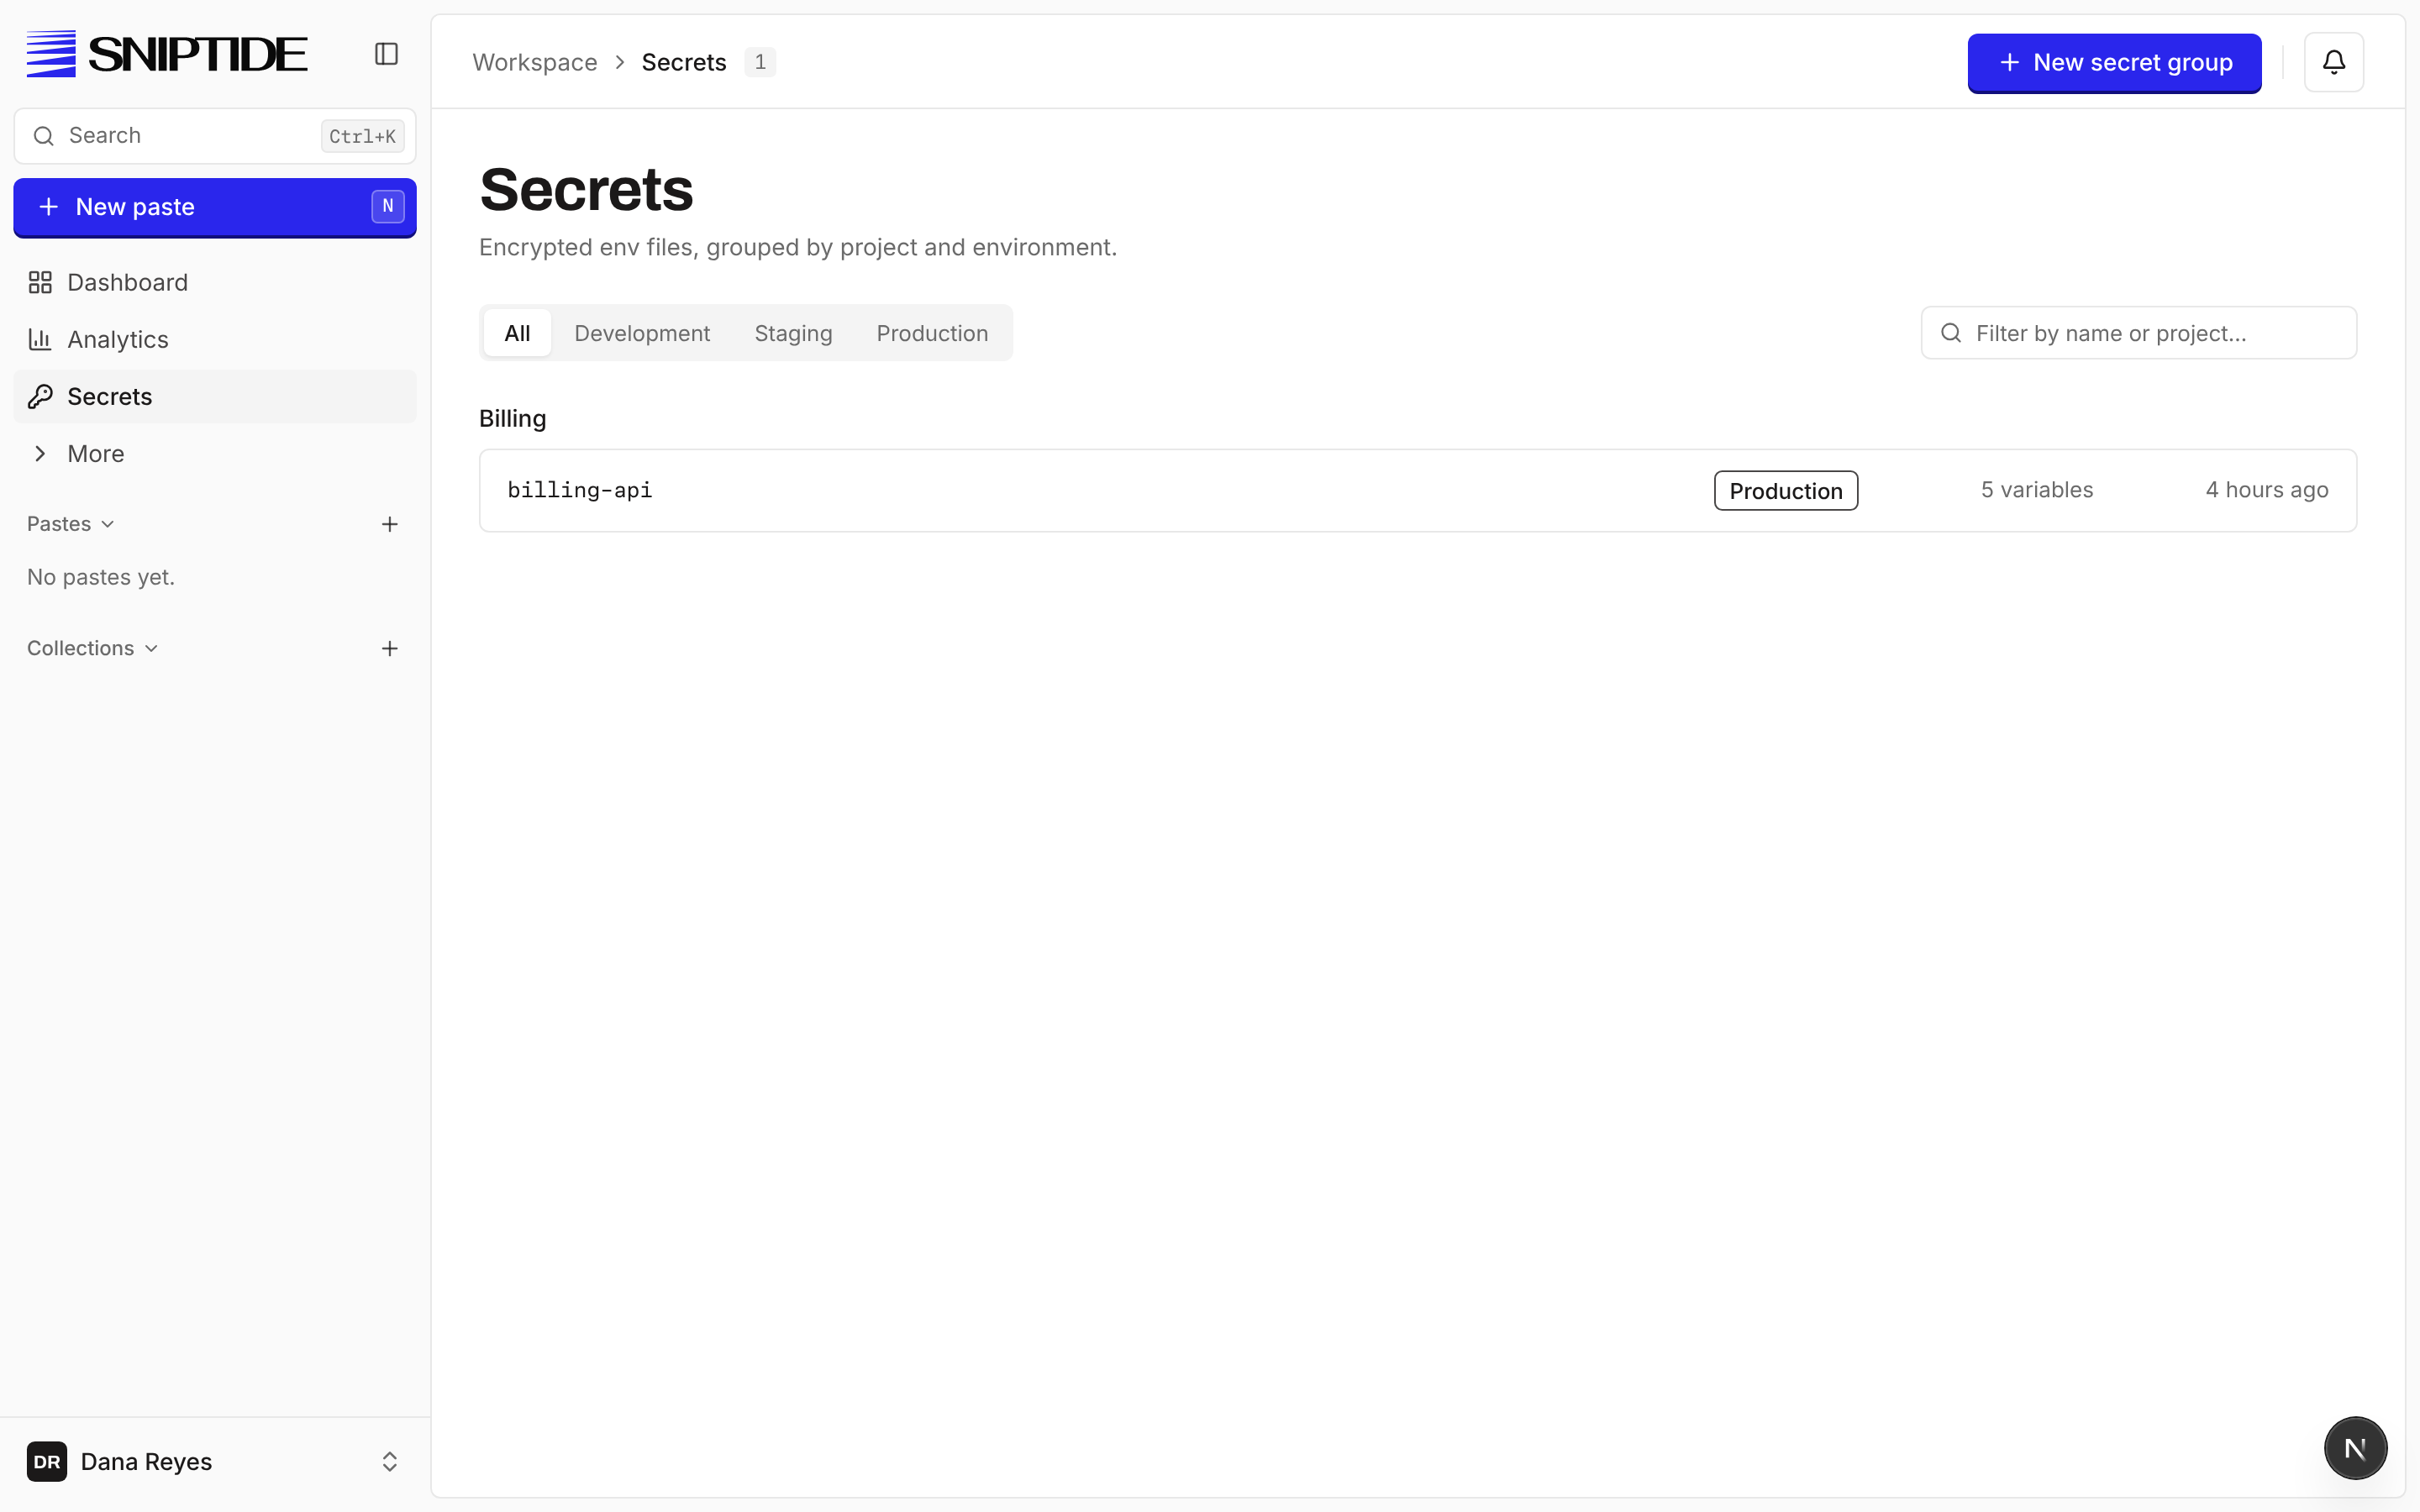 SNIPTIDE
Search Ctrl+K
New paste N
Dashboard
Analytics
Secrets
More
Pastes
No pastes yet.
Collections
DR Dana Reyes
Workspace > Secrets 1
New secret group
Secrets
Encrypted env files, grouped by project and environment.
All Development Staging Production
Filter by name or project...
Billing
billing-api Production 5 variables 4 hours ago
N